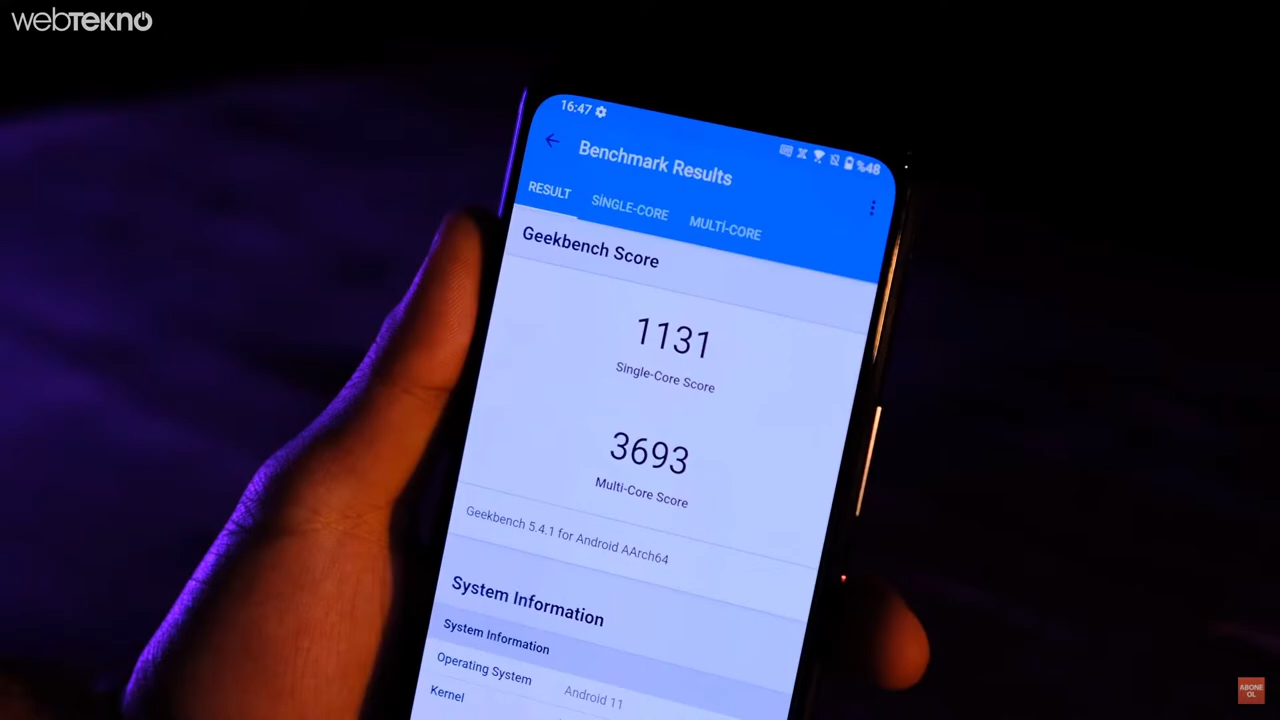 webTEKNO
16:47
%48
Benchmark Results
RESULT SİNGLE-CORE MULTİ-CORE
Geekbench Score
1131
Single-Core Score
3693
Multi-Core Score
Geekbench 5.4.1 for Android AArch64
System Information
System Information
Operating System Android 11
Kernel
ABONE
OL